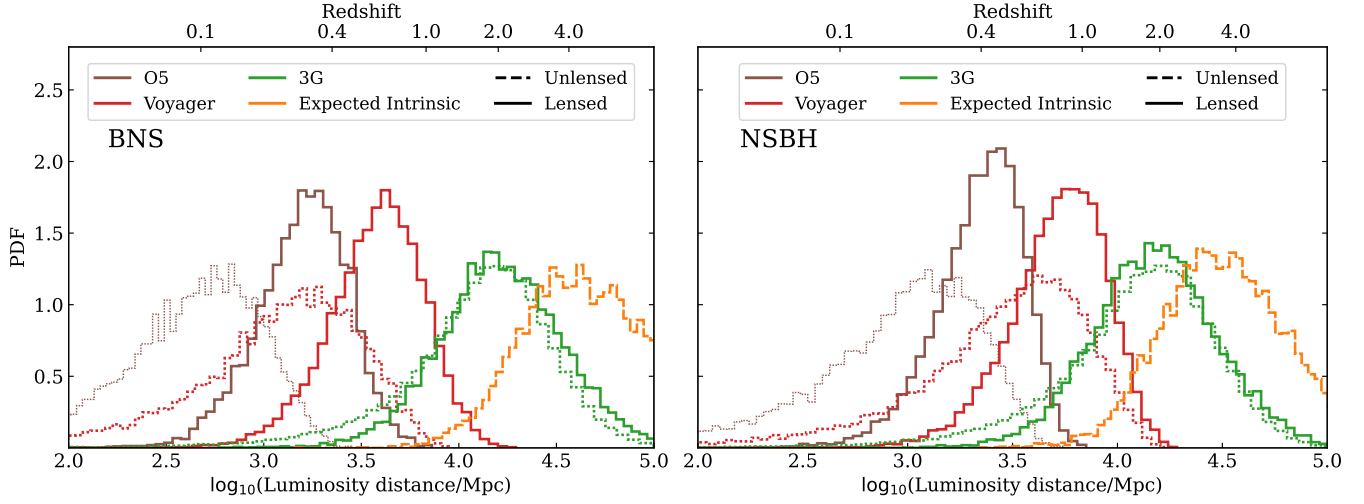 Redshift
0.1 0.4 1.0 2.0 4.0
O5 3G Unlensed
Voyager Expected Intrinsic Lensed
BNS
PDF
2.5
2.0
1.5
1.0
0.5
2.0 2.5 3.0 3.5 4.0 4.5 5.0
log10(Luminosity distance/Mpc)
Redshift
0.1 0.4 1.0 2.0 4.0
O5 3G Unlensed
Voyager Expected Intrinsic Lensed
NSBH
2.0 2.5 3.0 3.5 4.0 4.5 5.0
log10(Luminosity distance/Mpc)